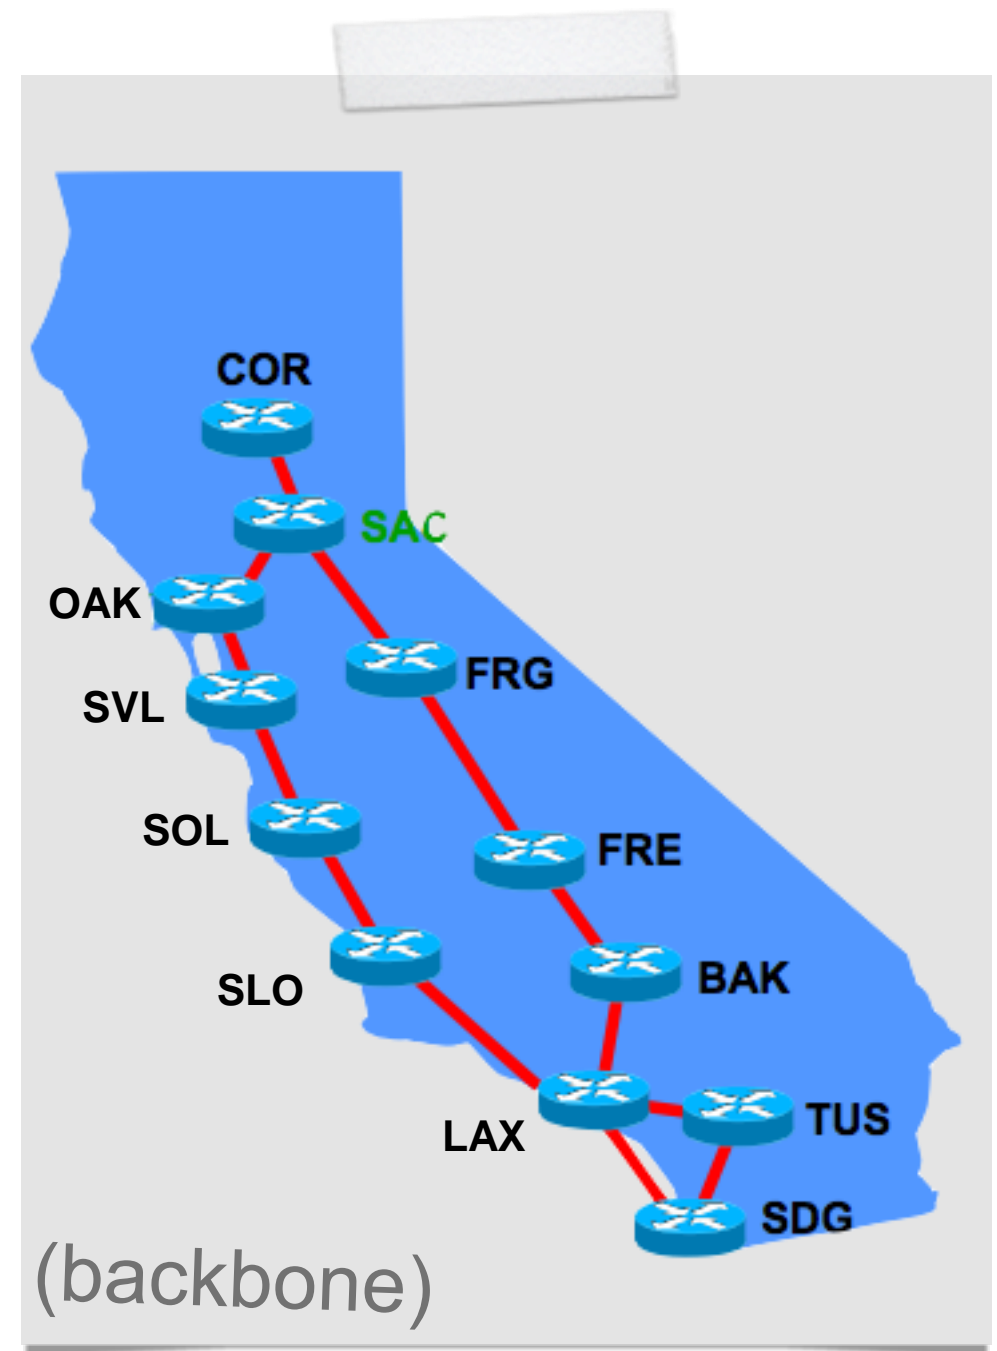 COR
SAC
OAK
FRG
SVL
SOL
FRE
SLO
BAK
LAX
TUS
SDG
(backbone)